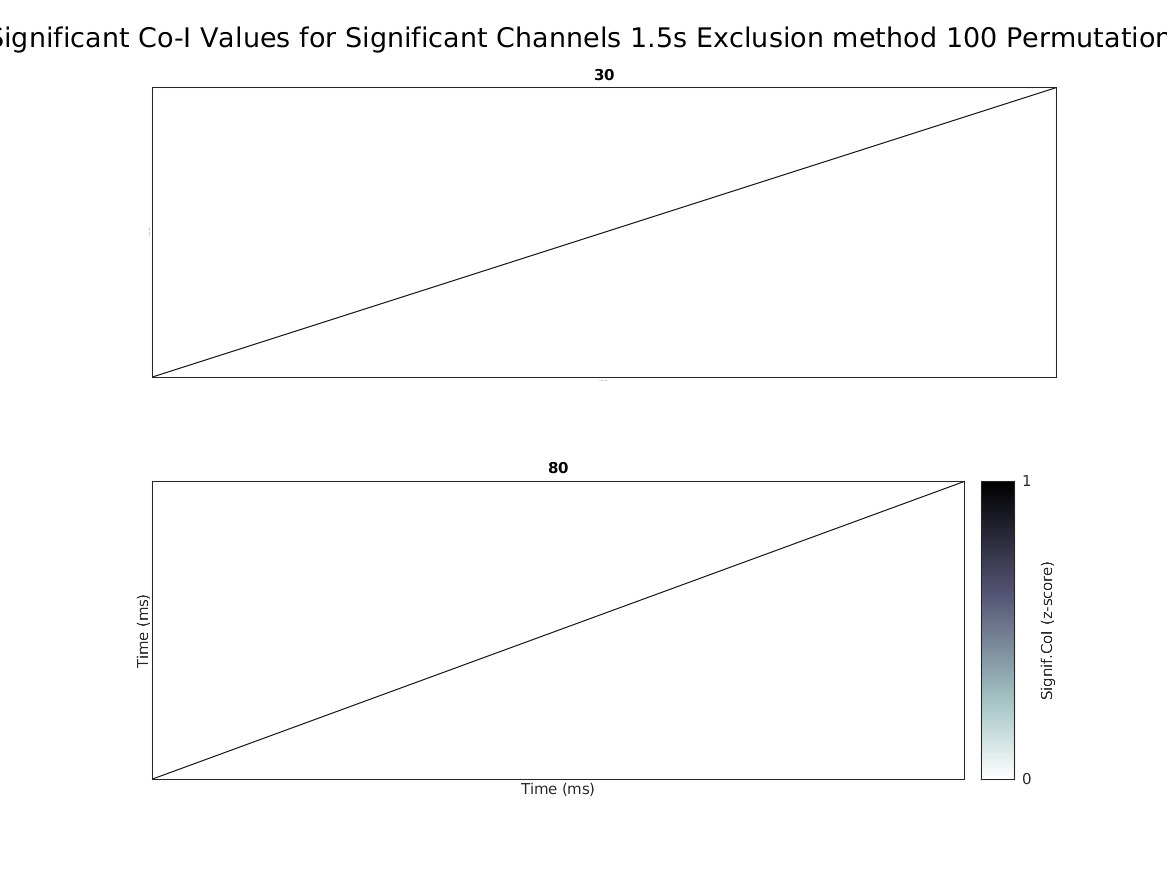 Significant Co-I Values for Significant Channels 1.5s Exclusion method 100 Permutation
30
80
1
Time (ms)
Signif.CoI (z-score)
0
Time (ms)